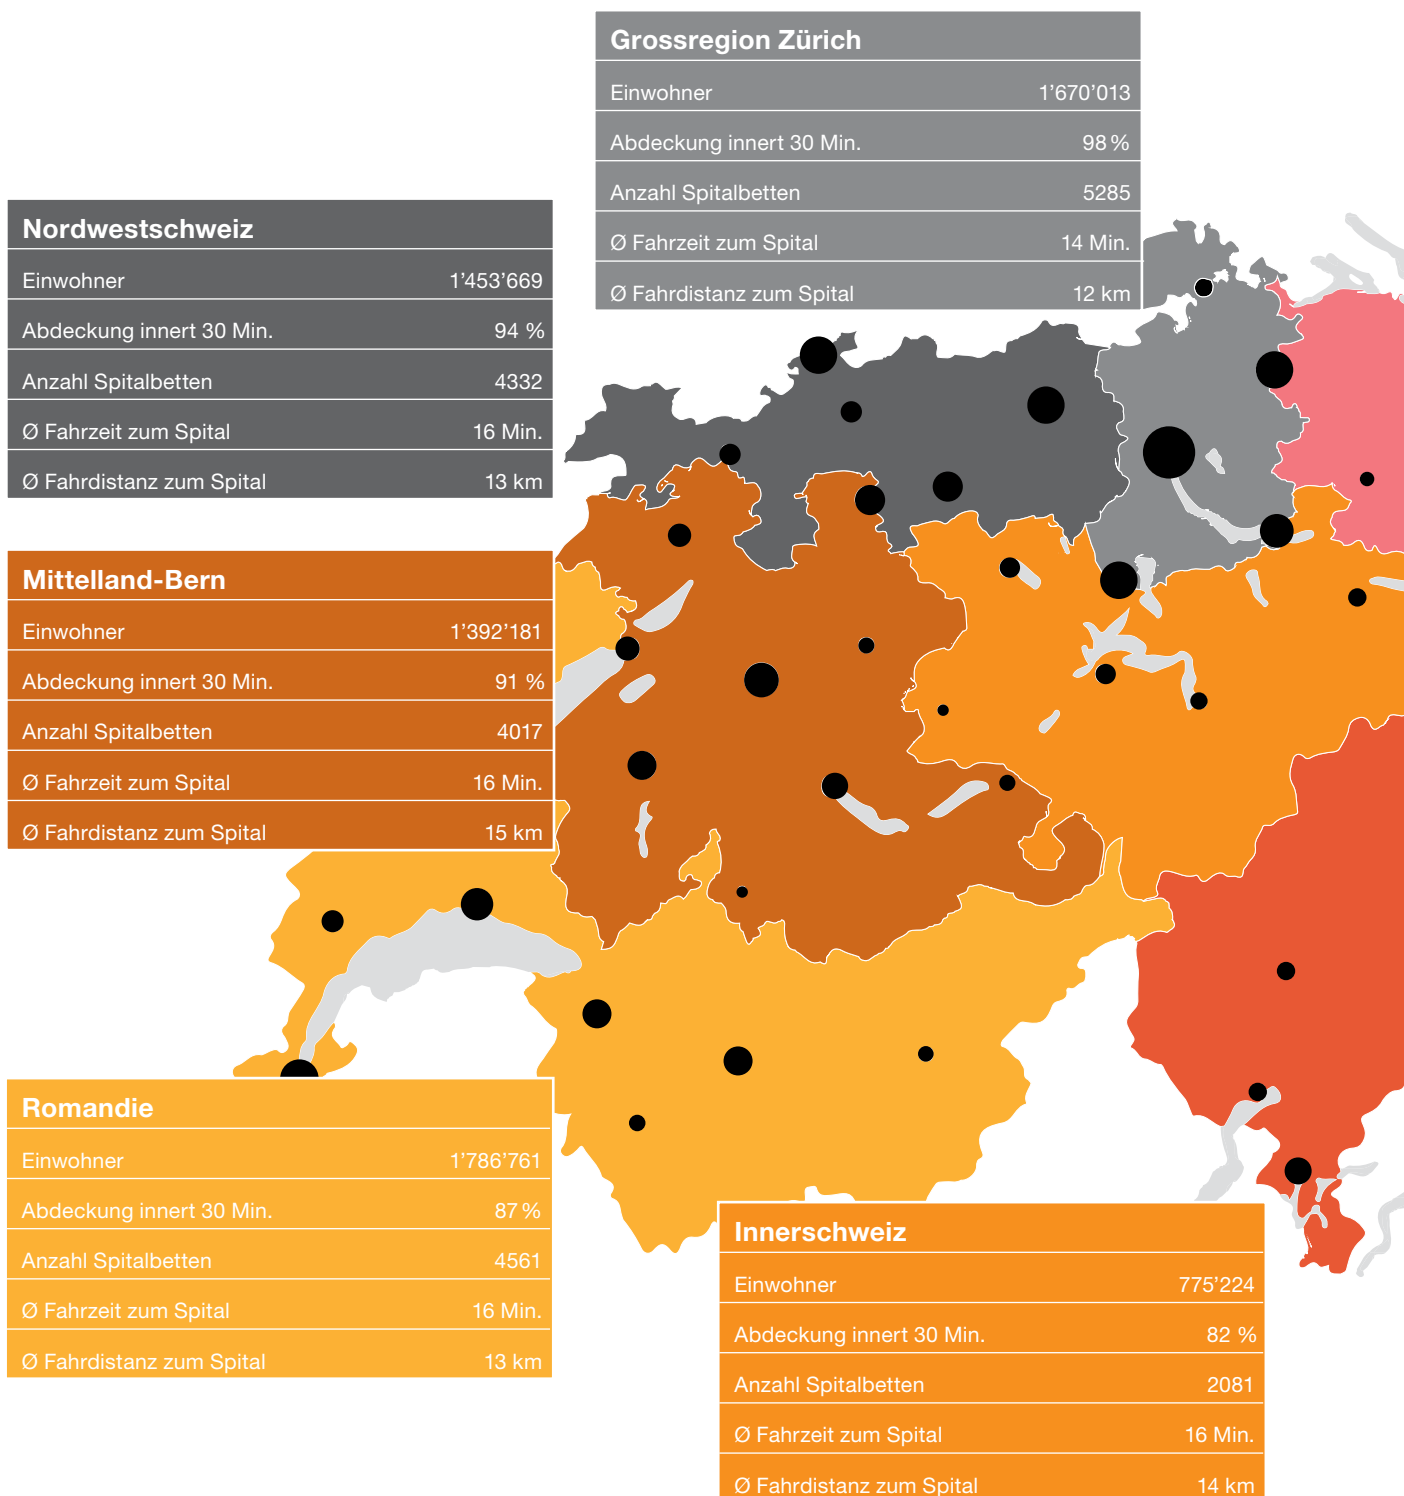 Grossregion Zürich
Einwohner 1’670’013
Abdeckung innert 30 Min. 98 %
Anzahl Spitalbetten 5285
Ø Fahrzeit zum Spital 14 Min.
Ø Fahrdistanz zum Spital 12 km
Nordwestschweiz
Einwohner 1’453’669
Abdeckung innert 30 Min. 94 %
Anzahl Spitalbetten 4332
Ø Fahrzeit zum Spital 16 Min.
Ø Fahrdistanz zum Spital 13 km
Mittelland-Bern
Einwohner 1’392’181
Abdeckung innert 30 Min. 91 %
Anzahl Spitalbetten 4017
Ø Fahrzeit zum Spital 16 Min.
Ø Fahrdistanz zum Spital 15 km
Romandie
Einwohner 1’786’761
Abdeckung innert 30 Min. 87 %
Anzahl Spitalbetten 4561
Ø Fahrzeit zum Spital 16 Min.
Ø Fahrdistanz zum Spital 13 km
Innerschweiz
Einwohner 775’224
Abdeckung innert 30 Min. 82 %
Anzahl Spitalbetten 2081
Ø Fahrzeit zum Spital 16 Min.
Ø Fahrdistanz zum Spital 14 km